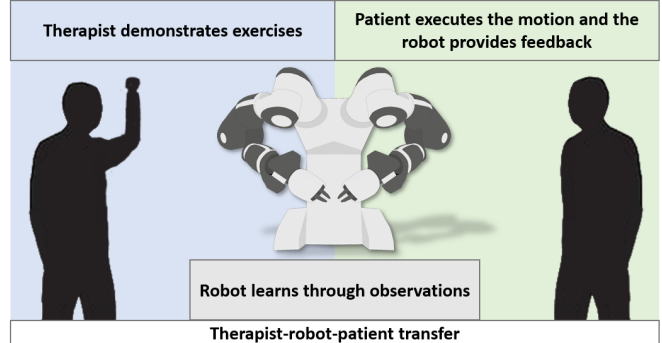 Therapist demonstrates exercises
Patient executes the motion and the
robot provides feedback
Robot learns through observations
Therapist-robot-patient transfer